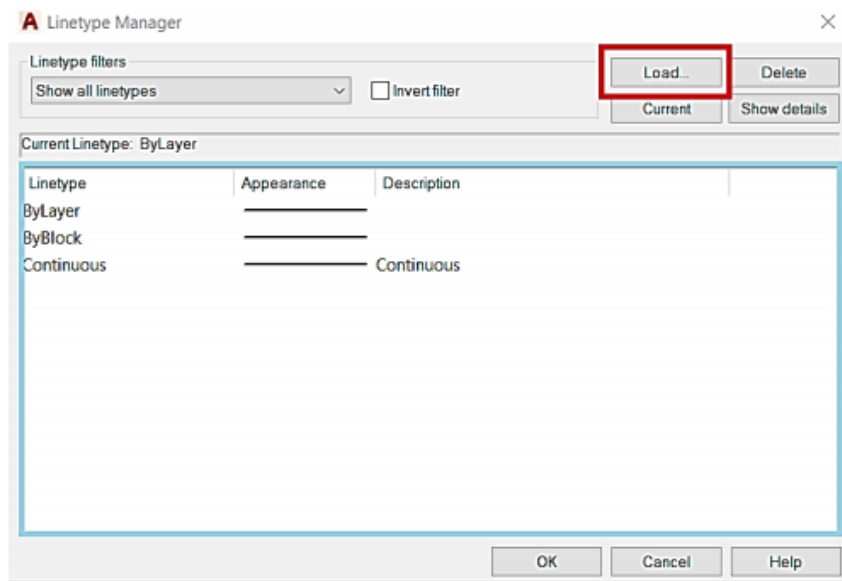 A Linetype Manager
Linetype filters
Show all linetypes
Invert filter
Load...
Delete
Current
Show details
Current Linetype: ByLayer
Linetype Appearance Description
ByLayer
ByBlock
Continuous Continuous
OK Cancel Help